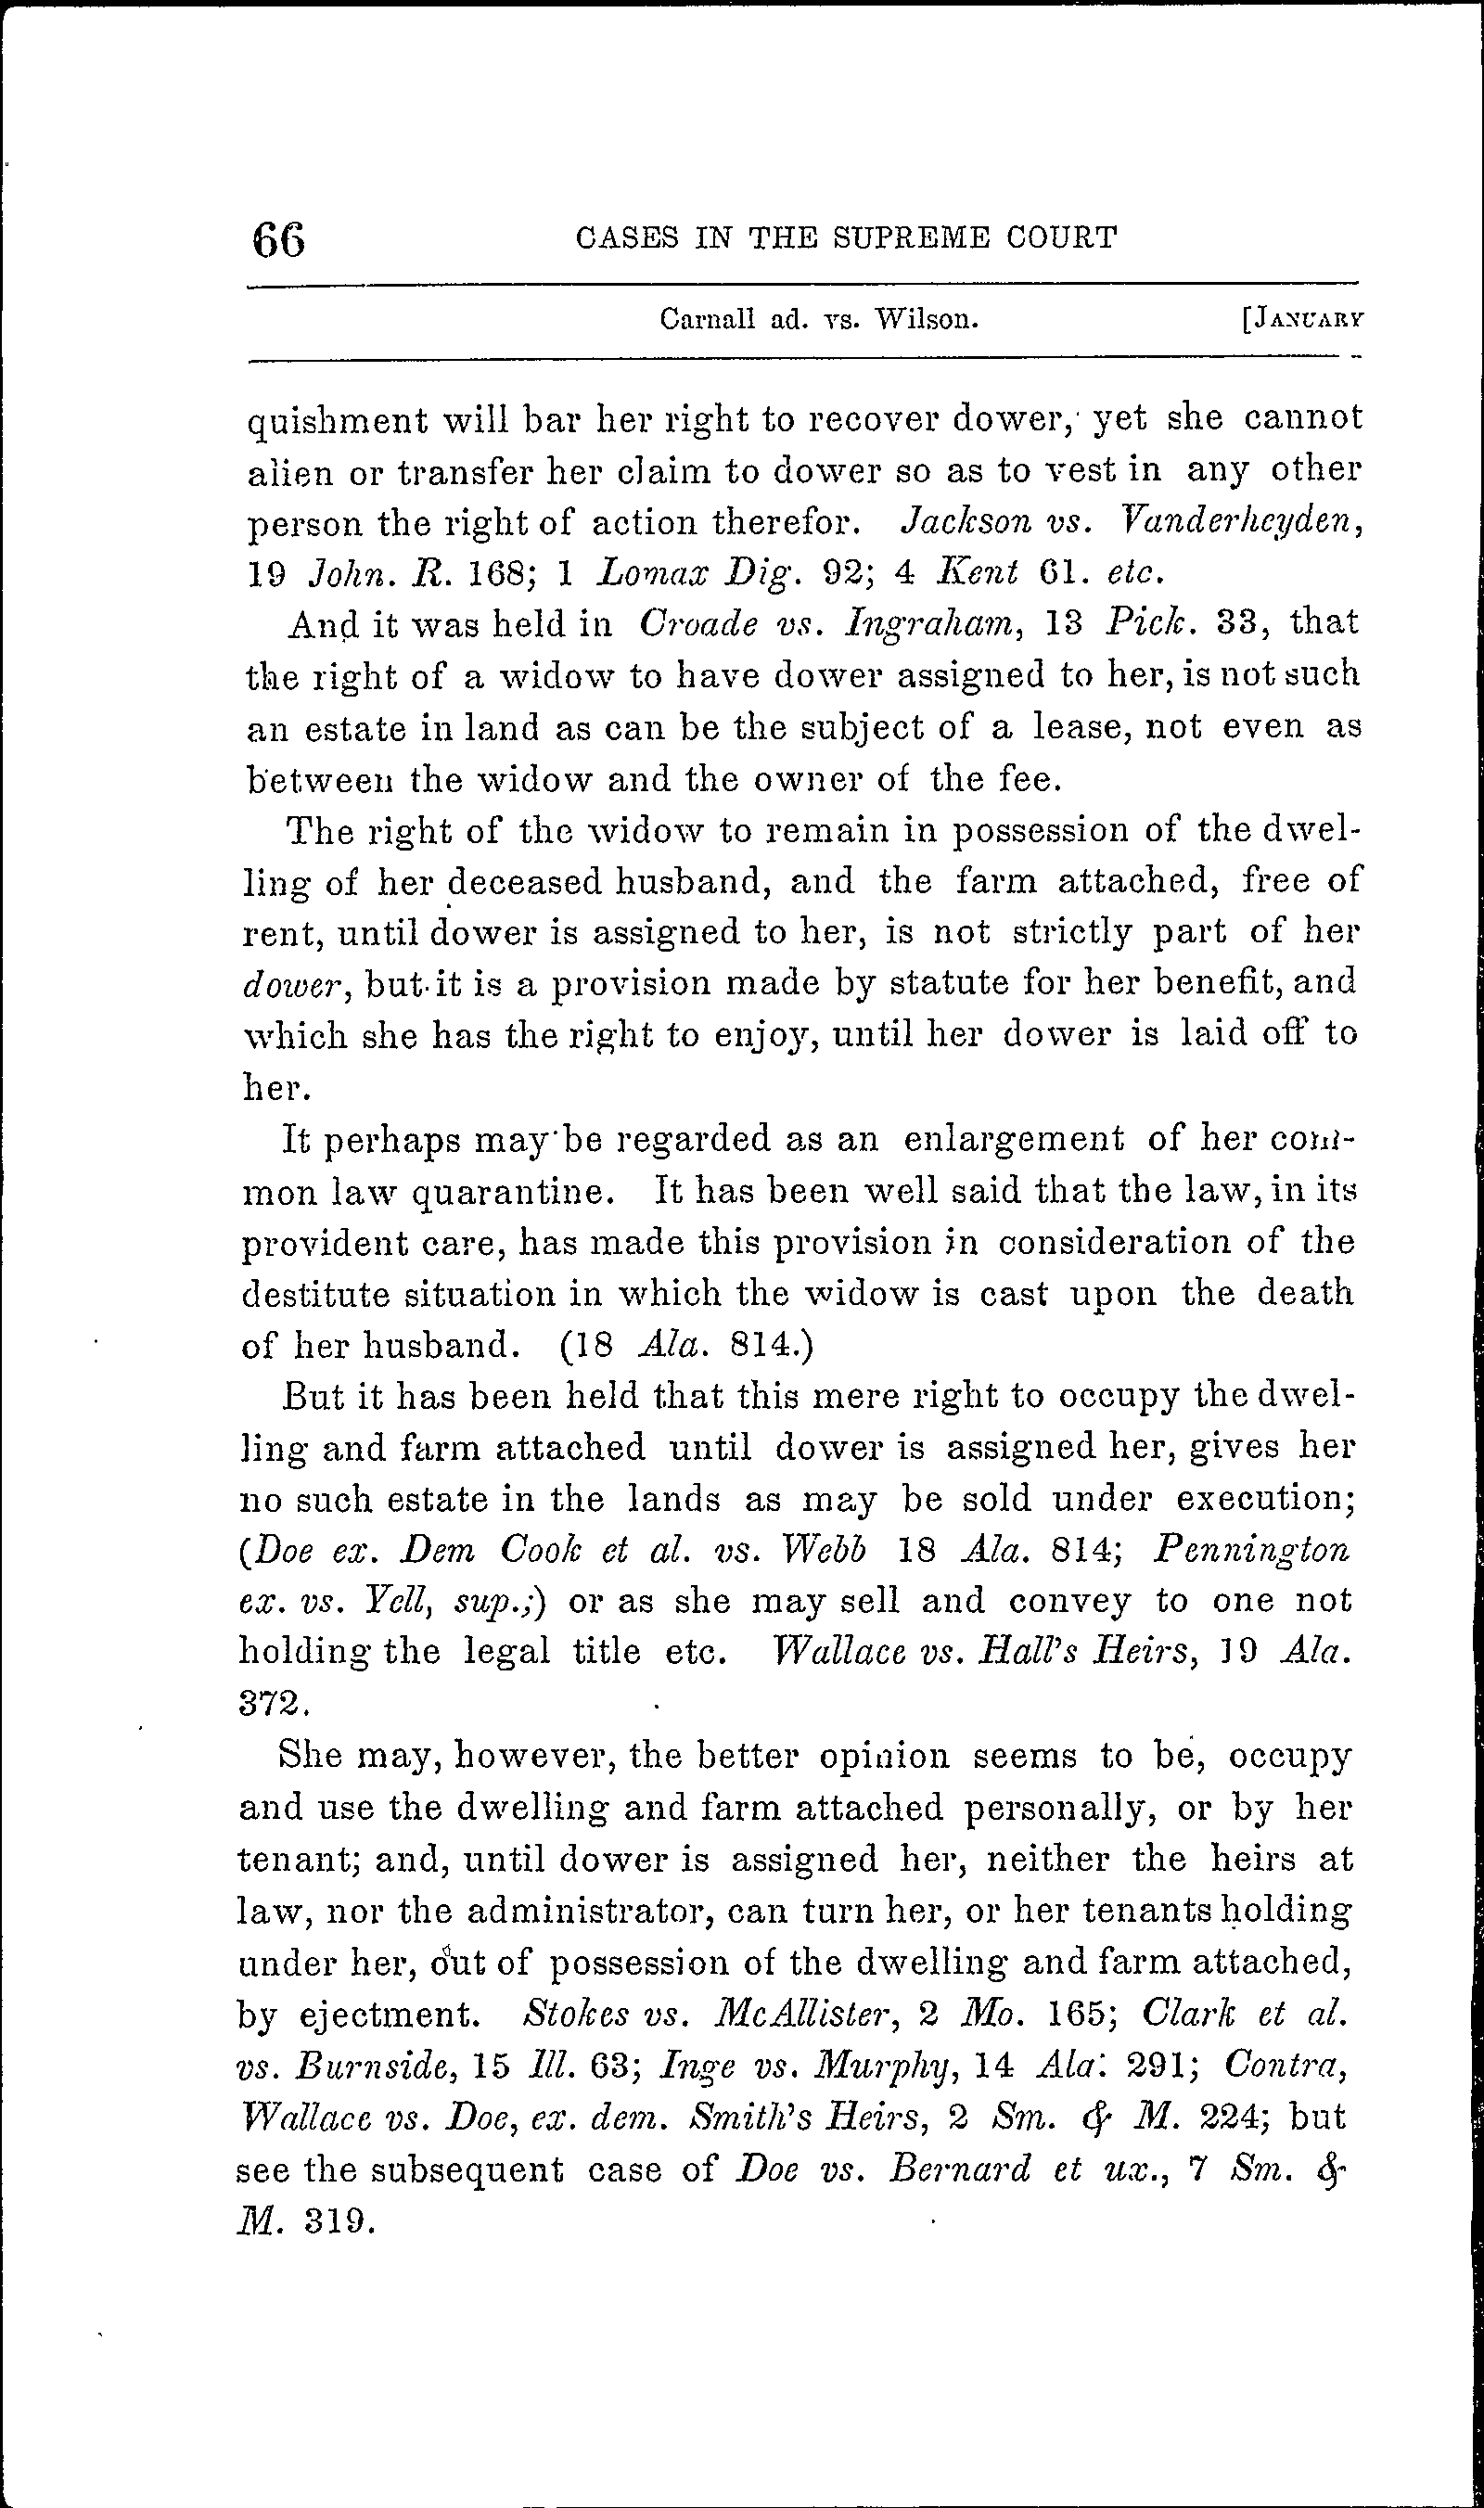 66 CASES IN THE SUPREME COURT
Carnall ad. vs. Wilson. [JANUARY
quishment will bar her right to recover dower, yet she cannot
alien or transfer her claim to dower so as to vest in any other
person the right of action therefor. Jackson vs. Vanderheyden,
19 John. R. 168; 1 Lomax Dig. 92; 4 Kent 61. etc.
And it was held in Croade vs. Ingraham, 13 Pick. 33, that
the right of a widow to have dower assigned to her, is not such
an estate in land as can be the subject of a lease, not even as
between the widow and the owner of the fee.
The right of the widow to remain in possession of the dwel-
ling of her deceased husband, and the farm attached, free of
rent, until dower is assigned to her, is not strictly part of her
dower, but it is a provision made by statute for her benefit, and
which she has the right to enjoy, until her dower is laid off to
her.
It perhaps may be regarded as an enlargement of her com-
mon law quarantine. It has been well said that the law, in its
provident care, has made this provision in consideration of the
destitute situation in which the widow is cast upon the death
of her husband. (18 Ala. 814.)
But it has been held that this mere right to occupy the dwel-
ling and farm attached until dower is assigned her, gives her
no such estate in the lands as may be sold under execution;
(Doe ex. Dem Cook et al. vs. Webb 18 Ala. 814; Pennington
ex. vs. Yell, sup.;) or as she may sell and convey to one not
holding the legal title etc. Wallace vs. Hall's Heirs, 19 Ala.
372.
She may, however, the better opinion seems to be, occupy
and use the dwelling and farm attached personally, or by her
tenant; and, until dower is assigned her, neither the heirs at
law, nor the administrator, can turn her, or her tenants holding
under her, out of possession of the dwelling and farm attached,
by ejectment. Stokes vs. McAllister, 2 Mo. 165; Clark et al.
vs. Burnside, 15 Ill. 63; Inge vs. Murphy, 14 Ala. 291; Contra,
Wallace vs. Doe, ex. dem. Smith's Heirs, 2 Sm. & M. 224; but
see the subsequent case of Doe vs. Bernard et ux., 7 Sm. &
M. 319.